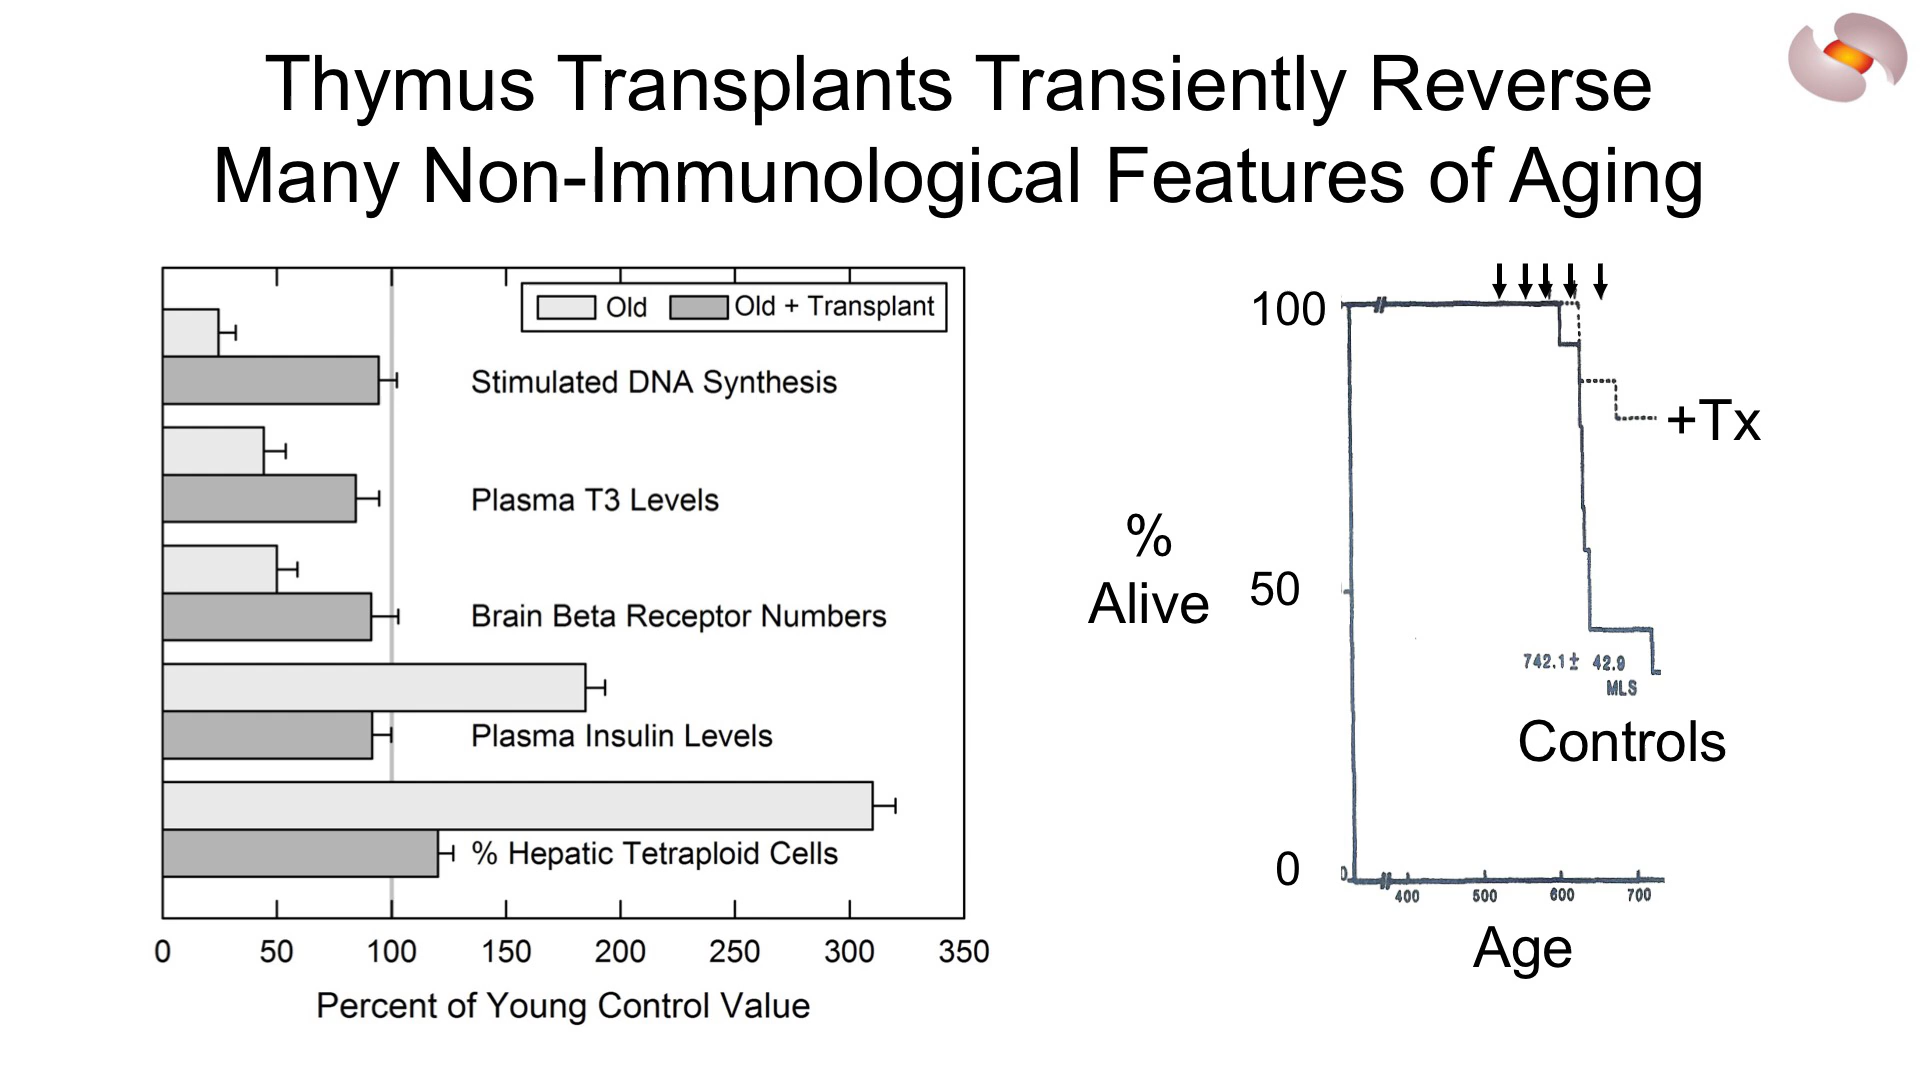 Thymus Transplants Transiently Reverse
Many Non-Immunological Features of Aging
Old
Old + Transplant
Stimulated DNA Synthesis
Plasma T3 Levels
Brain Beta Receptor Numbers
Plasma Insulin Levels
% Hepatic Tetraploid Cells
0 50 100 150 200 250 300 350
Percent of Young Control Value
100
+Tx
%
Alive
50
742.1± 42.9
MLS
Controls
0
0
400 500 600 700
Age